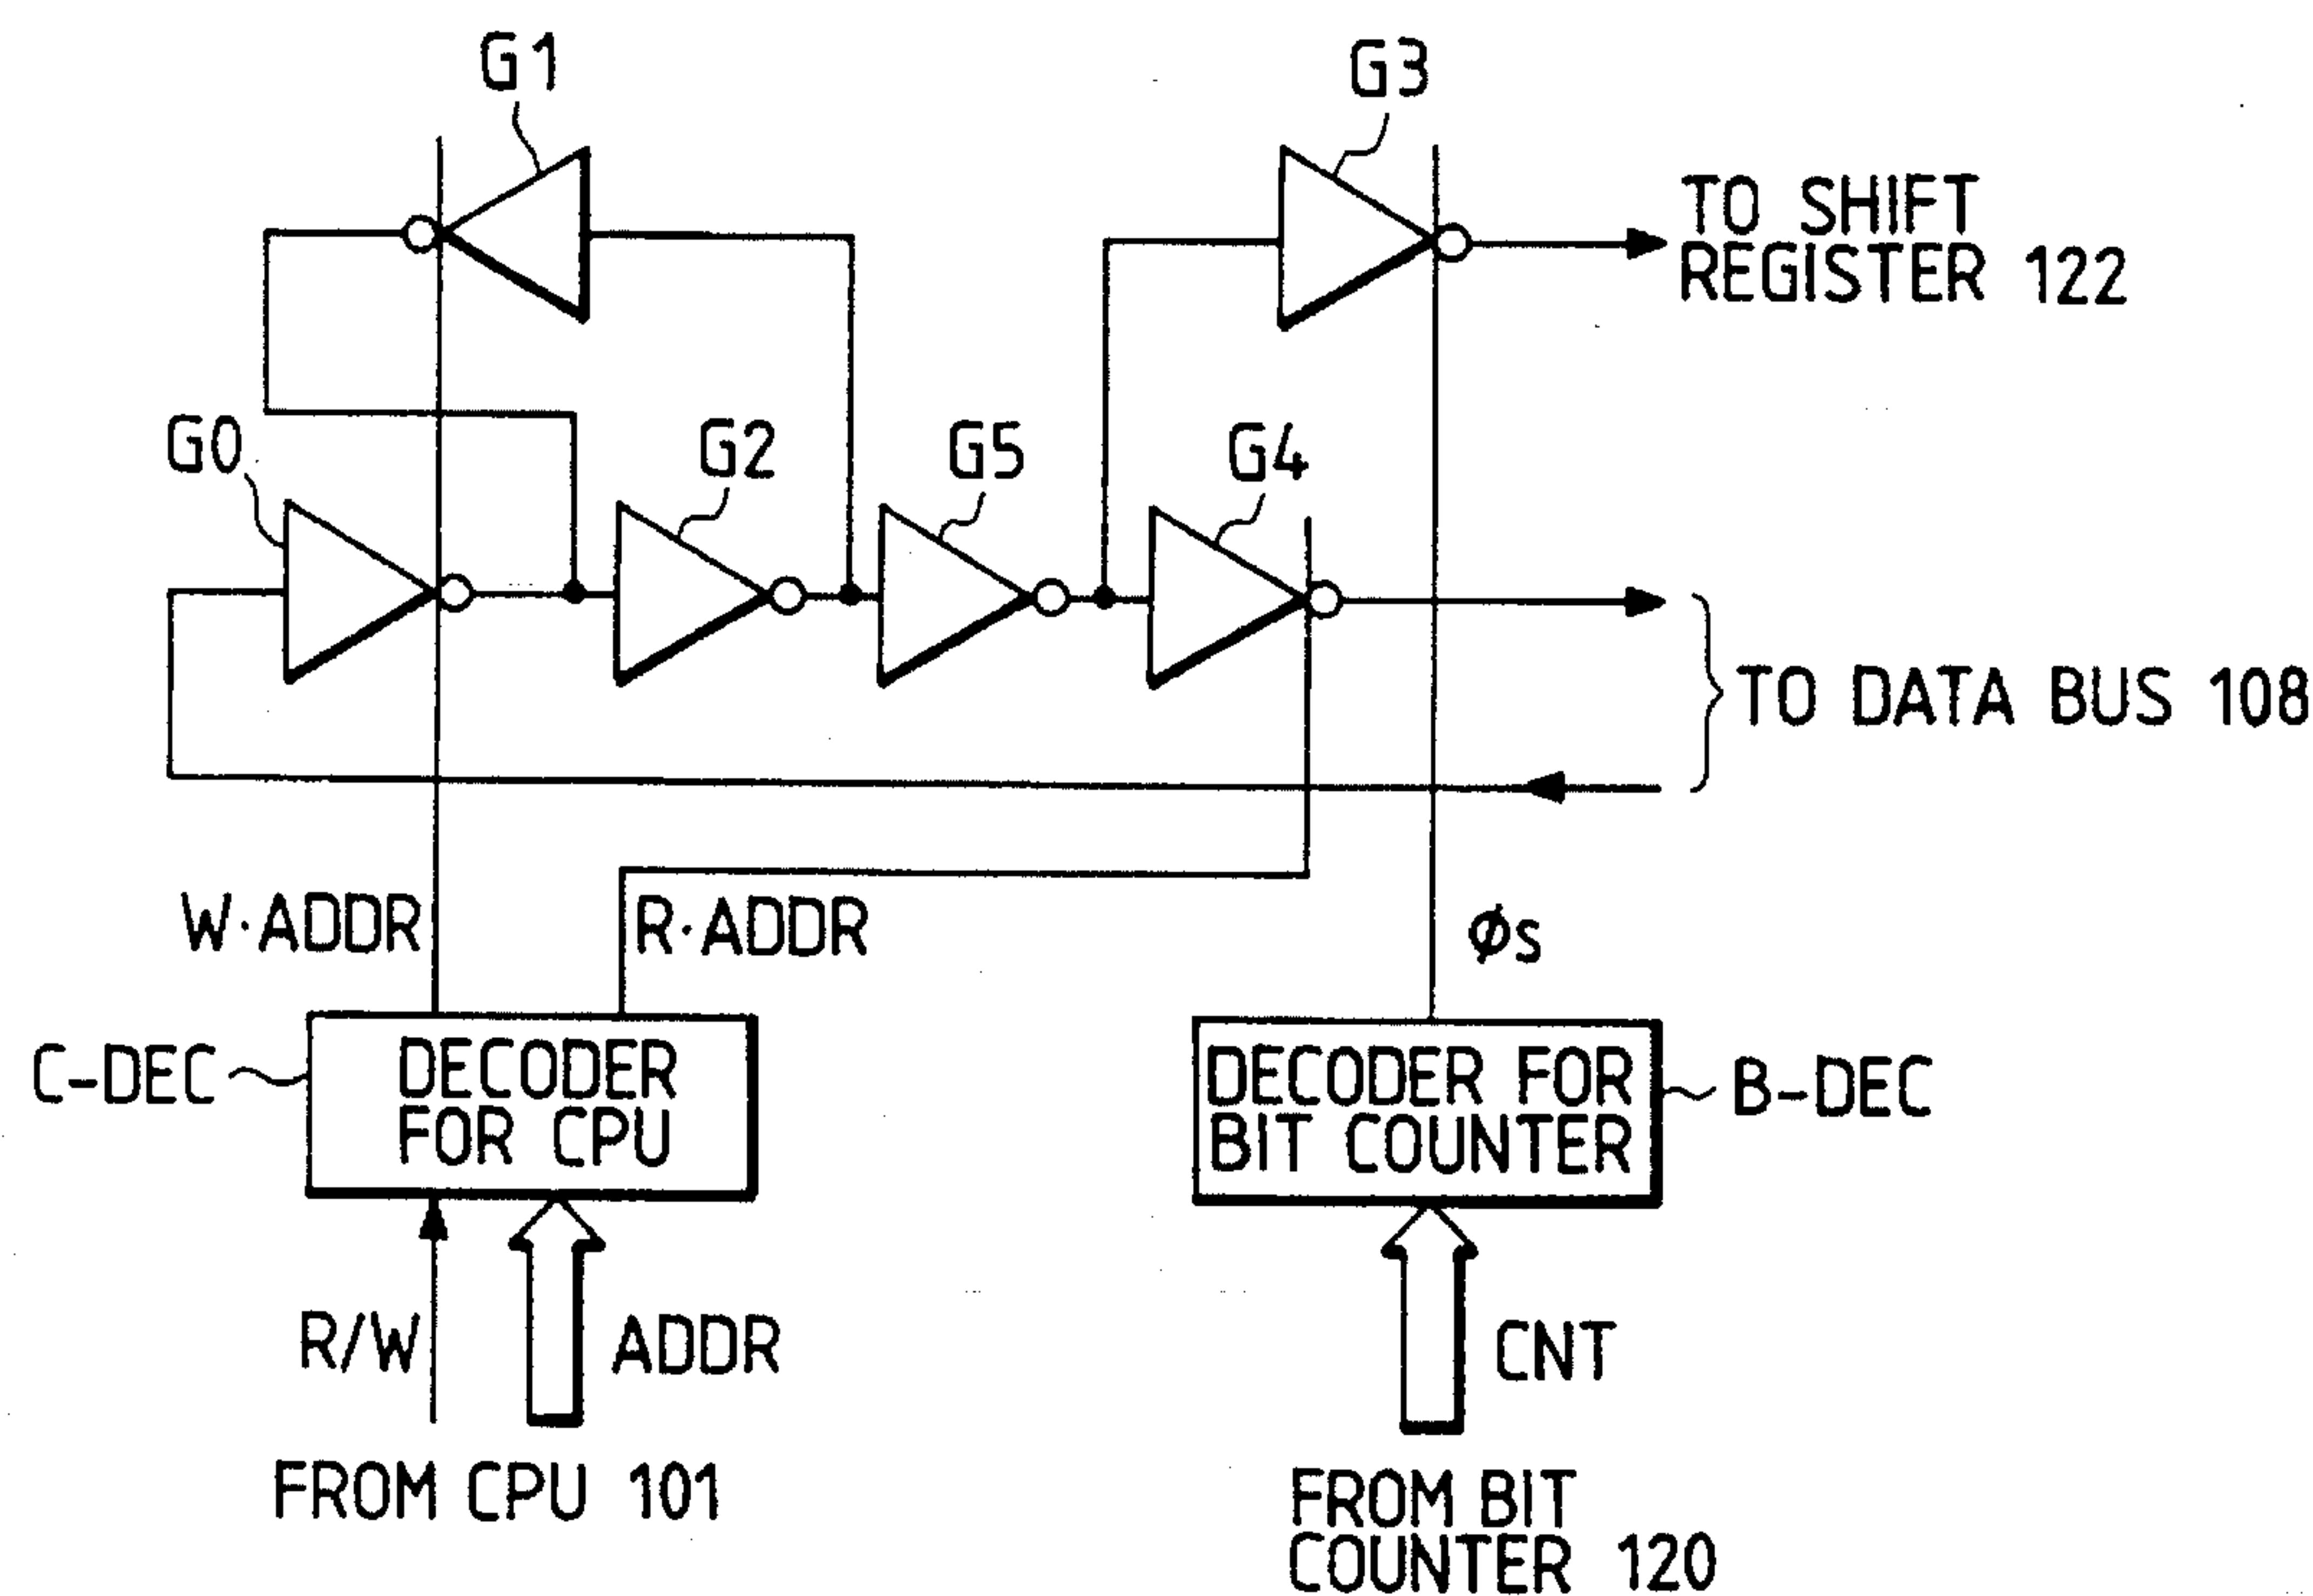 G1
G3
TO SHIFT
REGISTER 122
G0
G2
G5
G4
TO DATA BUS 108
W·ADDR
R·ADDR
φs
C-DEC
DECODER
FOR CPU
DECODER FOR
BIT COUNTER
B-DEC
R/W
ADDR
CNT
FROM CPU 101
FROM BIT
COUNTER 120